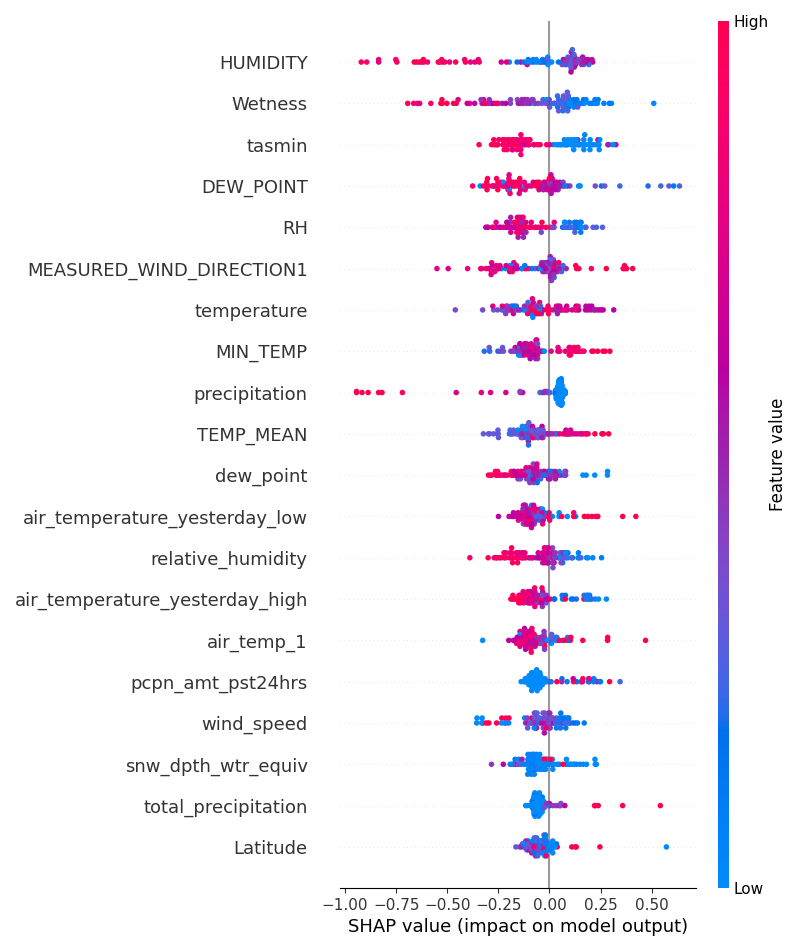 High
HUMIDITY
Wetness
tasmin
DEW_POINT
RH
MEASURED_WIND_DIRECTION1
temperature
MIN_TEMP
precipitation
TEMP_MEAN
dew_point
air_temperature_yesterday_low
relative_humidity
air_temperature_yesterday_high
air_temp_1
pcpn_amt_pst24hrs
wind_speed
snw_dpth_wtr_equiv
total_precipitation
Latitude
Feature value
Low
−1.00 −0.75 −0.50 −0.25 0.00 0.25 0.50
SHAP value (impact on model output)